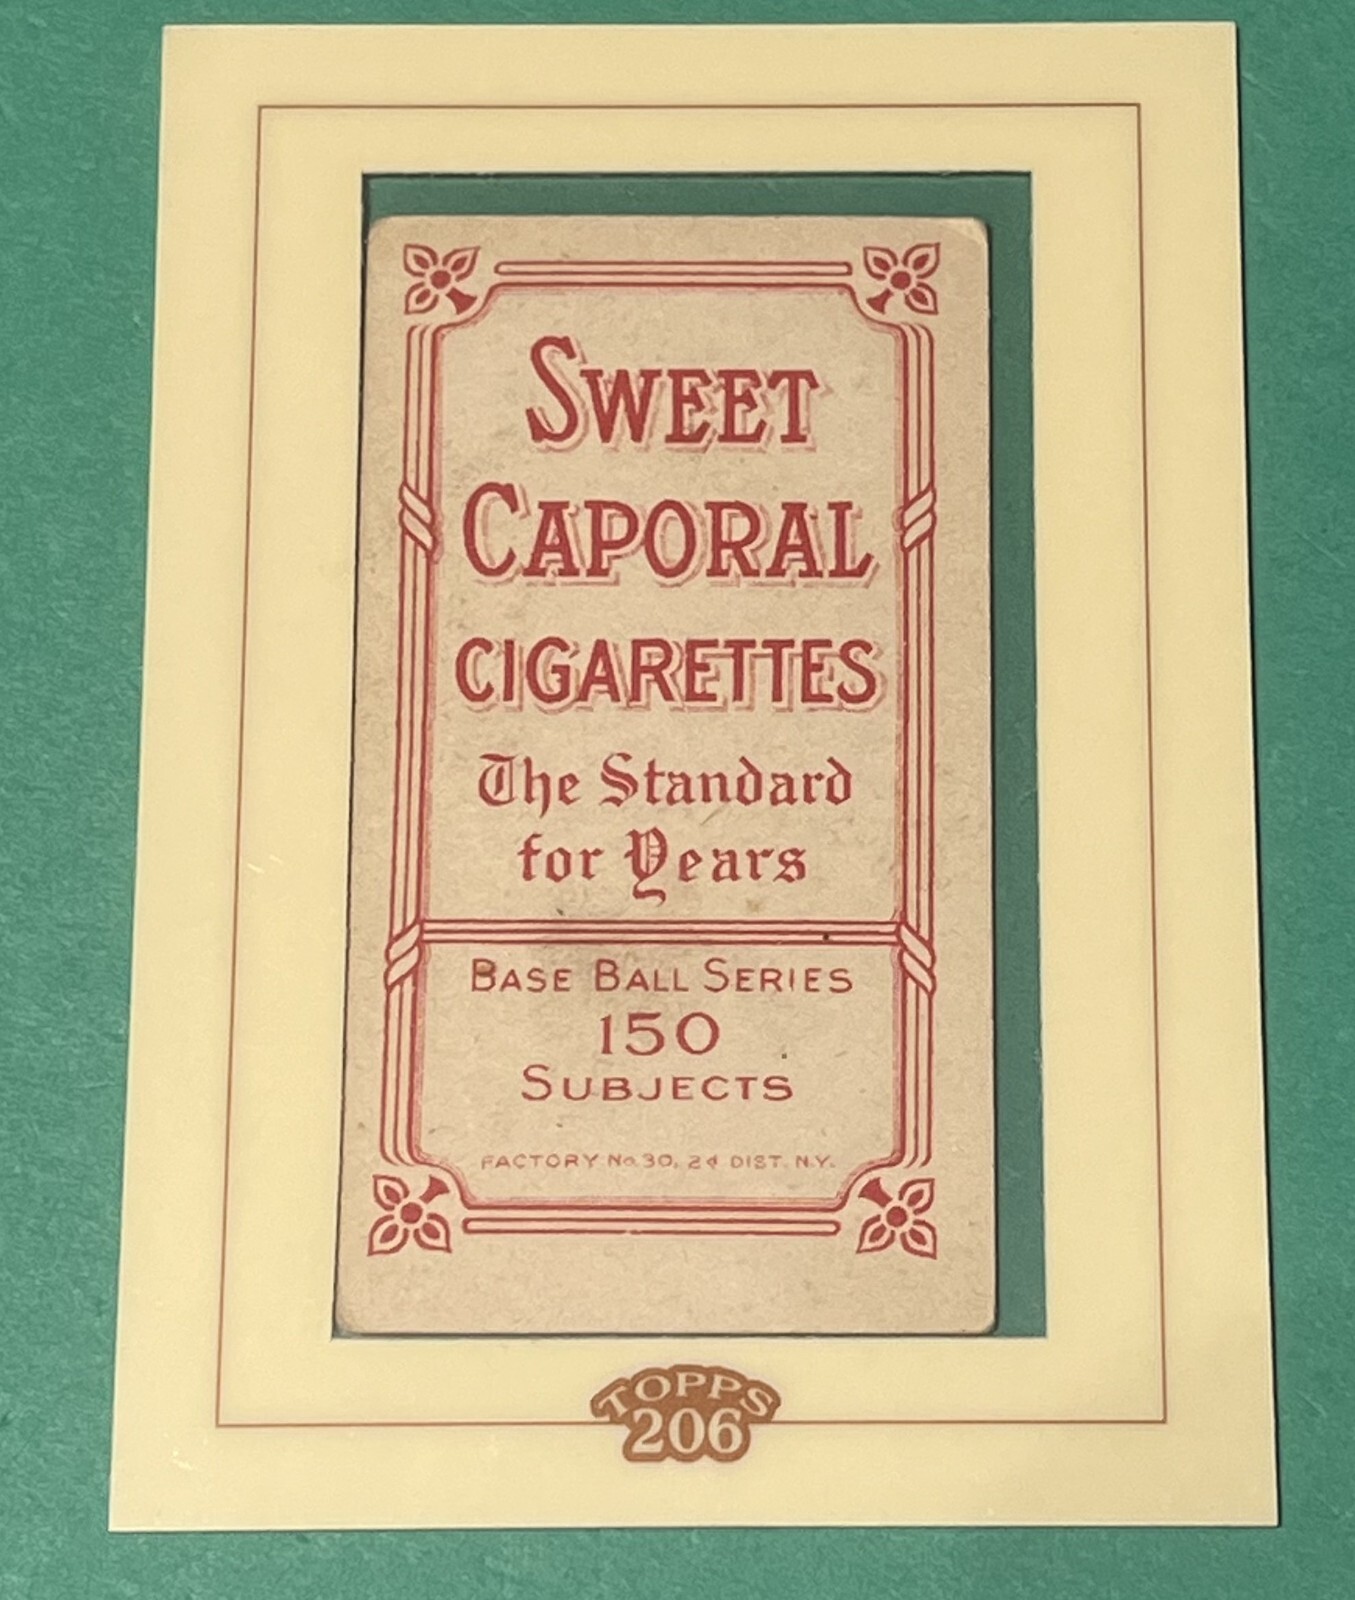 SWEET
CAPORAL
CIGARETTES
The Standard
for Years
BASE BALL SERIES
150
SUBJECTS
FACTORY No. 30, 2d DIST. N.Y.
TOPPS
206